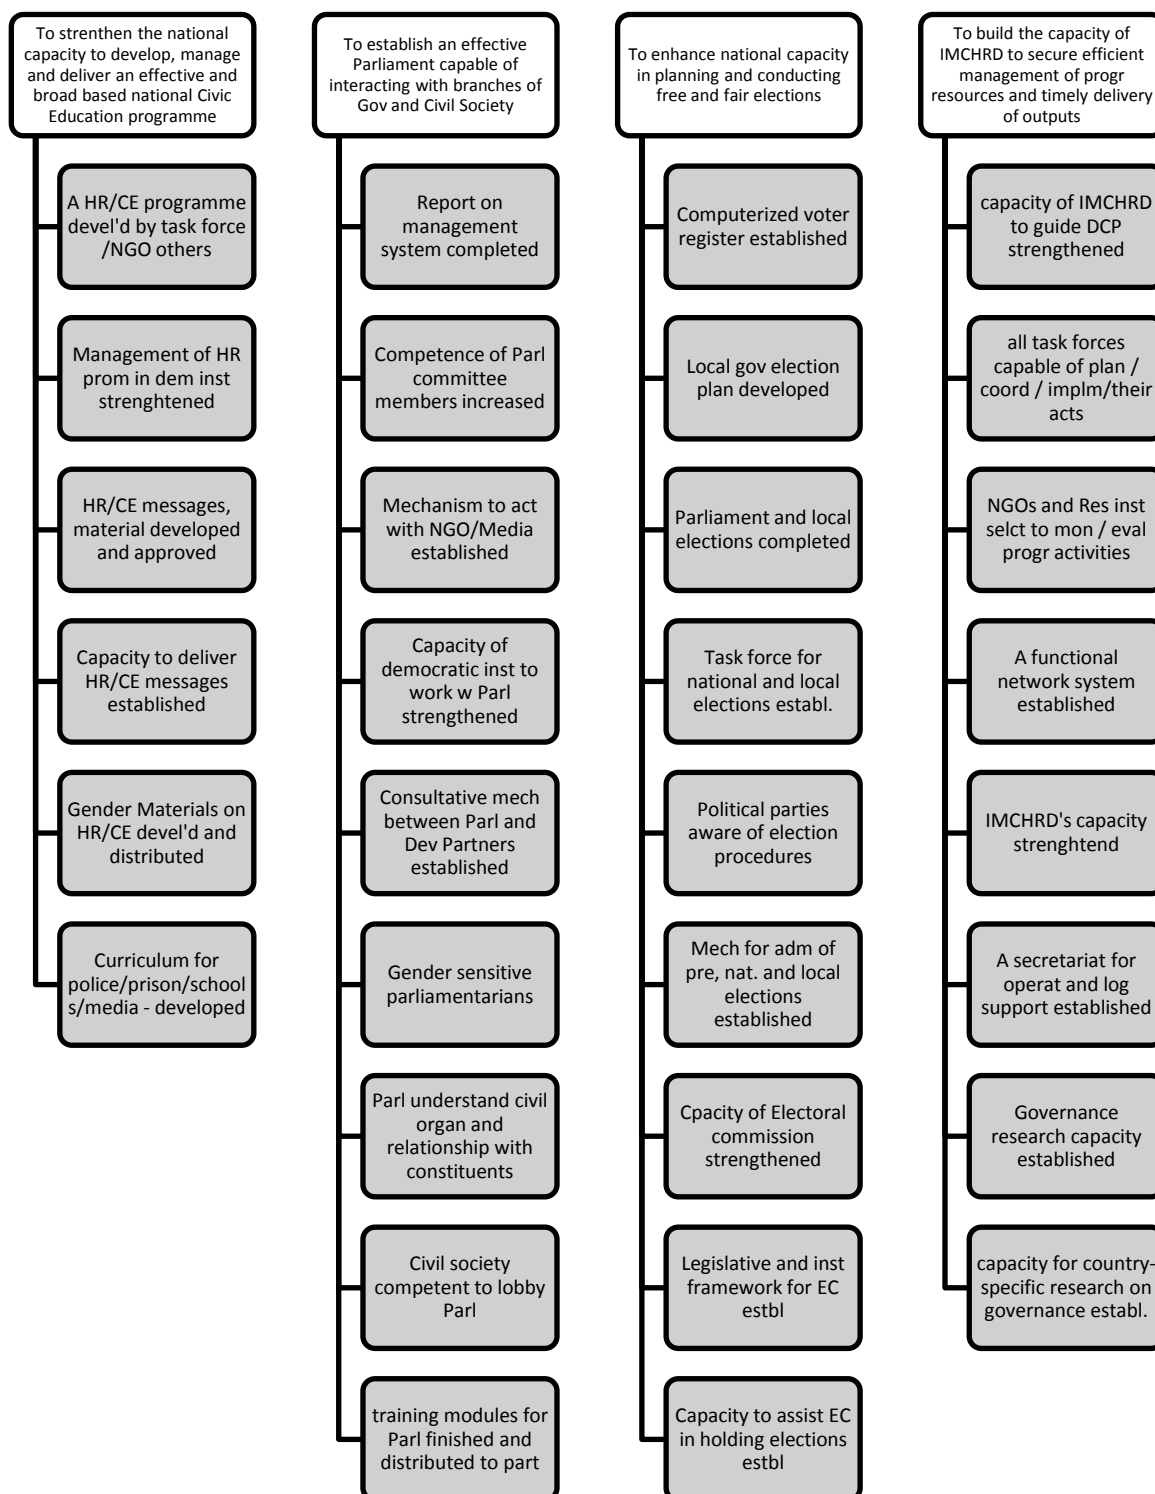 To strenthen the national
capacity to develop, manage
and deliver an effective and
broad based national Civic
Education programme
A HR/CE programme
devel'd by task force
/NGO others
Management of HR
prom in dem inst
strenghtened
HR/CE messages,
material developed
and approved
Capacity to deliver
HR/CE messages
established
Gender Materials on
HR/CE devel'd and
distributed
Curriculum for
police/prison/school
s/media - developed
To establish an effective
Parliament capable of
interacting with branches of
Gov and Civil Society
Report on
management
system completed
Competence of Parl
committee
members increased
Mechanism to act
with NGO/Media
established
Capacity of
democratic inst to
work w Parl
strengthened
Consultative mech
between Parl and
Dev Partners
established
Gender sensitive
parliamentarians
Parl understand civil
organ and
relationship with
constituents
Civil society
competent to lobby
Parl
training modules for
Parl finished and
distributed to part
To enhance national capacity
in planning and conducting
free and fair elections
Computerized voter
register established
Local gov election
plan developed
Parliament and local
elections completed
Task force for
national and local
elections establ.
Political parties
aware of election
procedures
Mech for adm of
pre, nat. and local
elections
established
Cpacity of Electoral
commission
strengthened
Legislative and inst
framework for EC
estbl
Capacity to assist EC
in holding elections
estbl
To build the capacity of
IMCHRD to secure efficient
management of progr
resources and timely delivery
of outputs
capacity of IMCHRD
to guide DCP
strengthened
all task forces
capable of plan /
coord / implm/their
acts
NGOs and Res inst
selct to mon / eval
progr activities
A functional
network system
established
IMCHRD's capacity
strenghtend
A secretariat for
operat and log
support established
Governance
research capacity
established
capacity for country-
specific research on
governance establ.